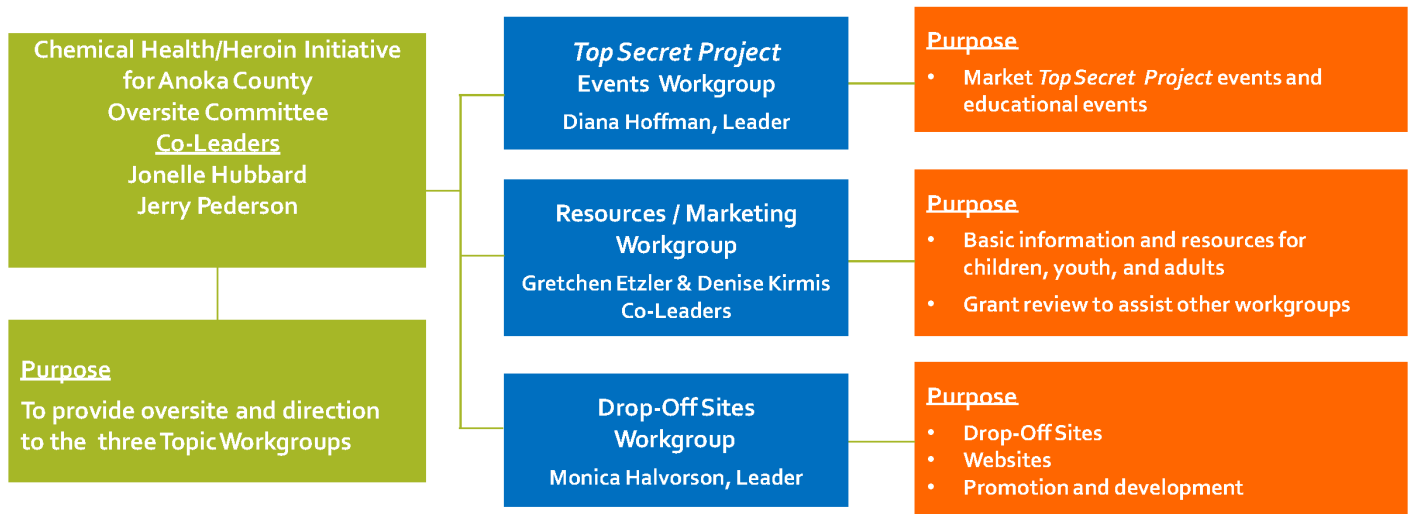 Chemical Health/Heroin Initiative
for Anoka County
Oversite Committee
Co-Leaders
Jonelle Hubbard
Jerry Pederson
Purpose
To provide oversite and direction
to the three Topic Workgroups
Top Secret Project
Events Workgroup
Diana Hoffman, Leader
Purpose
• Market Top Secret Project events and
educational events
Resources / Marketing
Workgroup
Gretchen Etzler & Denise Kirmis
Co-Leaders
Purpose
• Basic information and resources for
children, youth, and adults
• Grant review to assist other workgroups
Drop-Off Sites
Workgroup
Monica Halvorson, Leader
Purpose
• Drop-Off Sites
• Websites
• Promotion and development